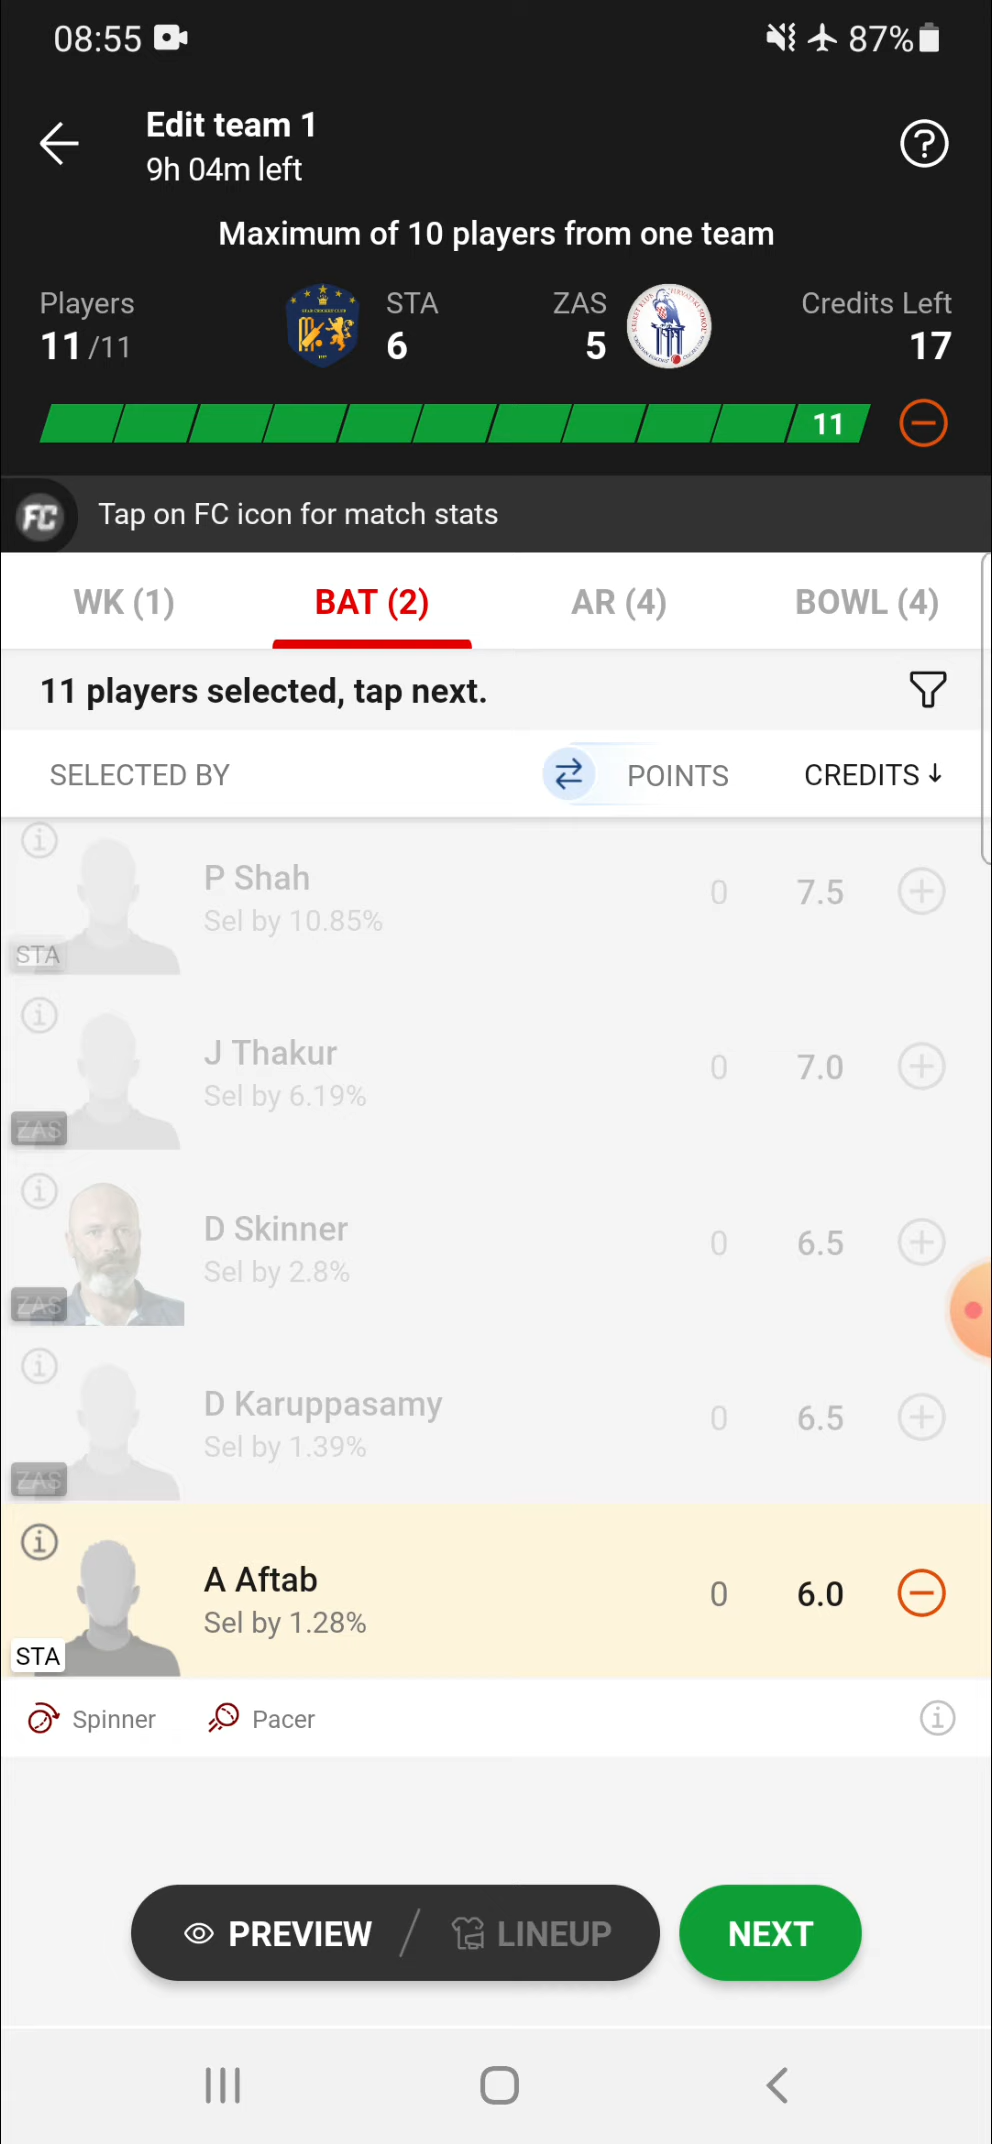 08:55
87%
Edit team 1
9h 04m left
Maximum of 10 players from one team
Players
11/11
STA
6
ZAS
5
Credits Left
17
11
FC
Tap on FC icon for match stats
WK (1)
BAT (2)
AR (4)
BOWL (4)
11 players selected, tap next.
SELECTED BY
POINTS
CREDITS ↓
P Shah
Sel by 10.85%
STA
0
7.5
J Thakur
Sel by 6.19%
ZAS
0
7.0
D Skinner
Sel by 2.8%
ZAS
0
6.5
D Karuppasamy
Sel by 1.39%
ZAS
0
6.5
A Aftab
Sel by 1.28%
STA
0
6.0
Spinner
Pacer
PREVIEW / LINEUP
NEXT